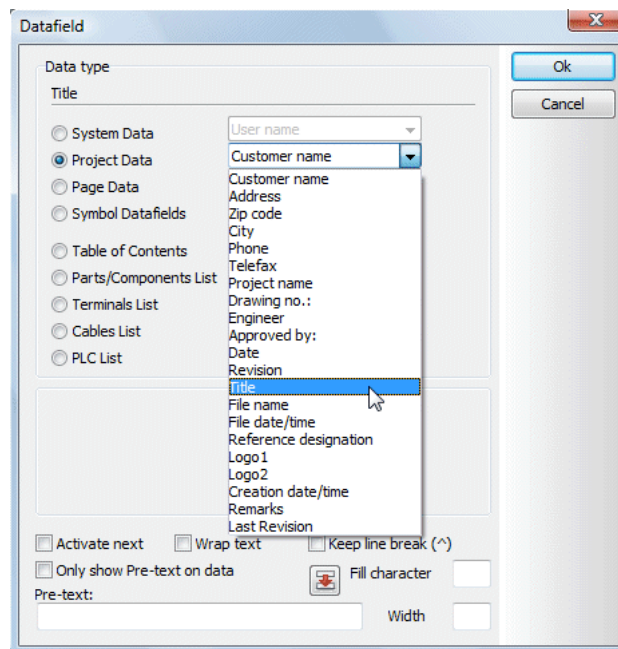 Datafield
Data type
Ok
Title
Cancel
System Data
User name
Project Data
Customer name
Page Data
Symbol Datafields
Table of Contents
Parts/Components List
Terminals List
Cables List
PLC List
Customer name
Address
Zip code
City
Phone
Telefax
Project name
Drawing no.:
Engineer
Approved by:
Date
Revision
Title
File name
File date/time
Reference designation
Logo1
Logo2
Creation date/time
Remarks
Last Revision
Activate next
Wrap text
Keep line break (^)
Only show Pre-text on data
Fill character
Pre-text:
Width